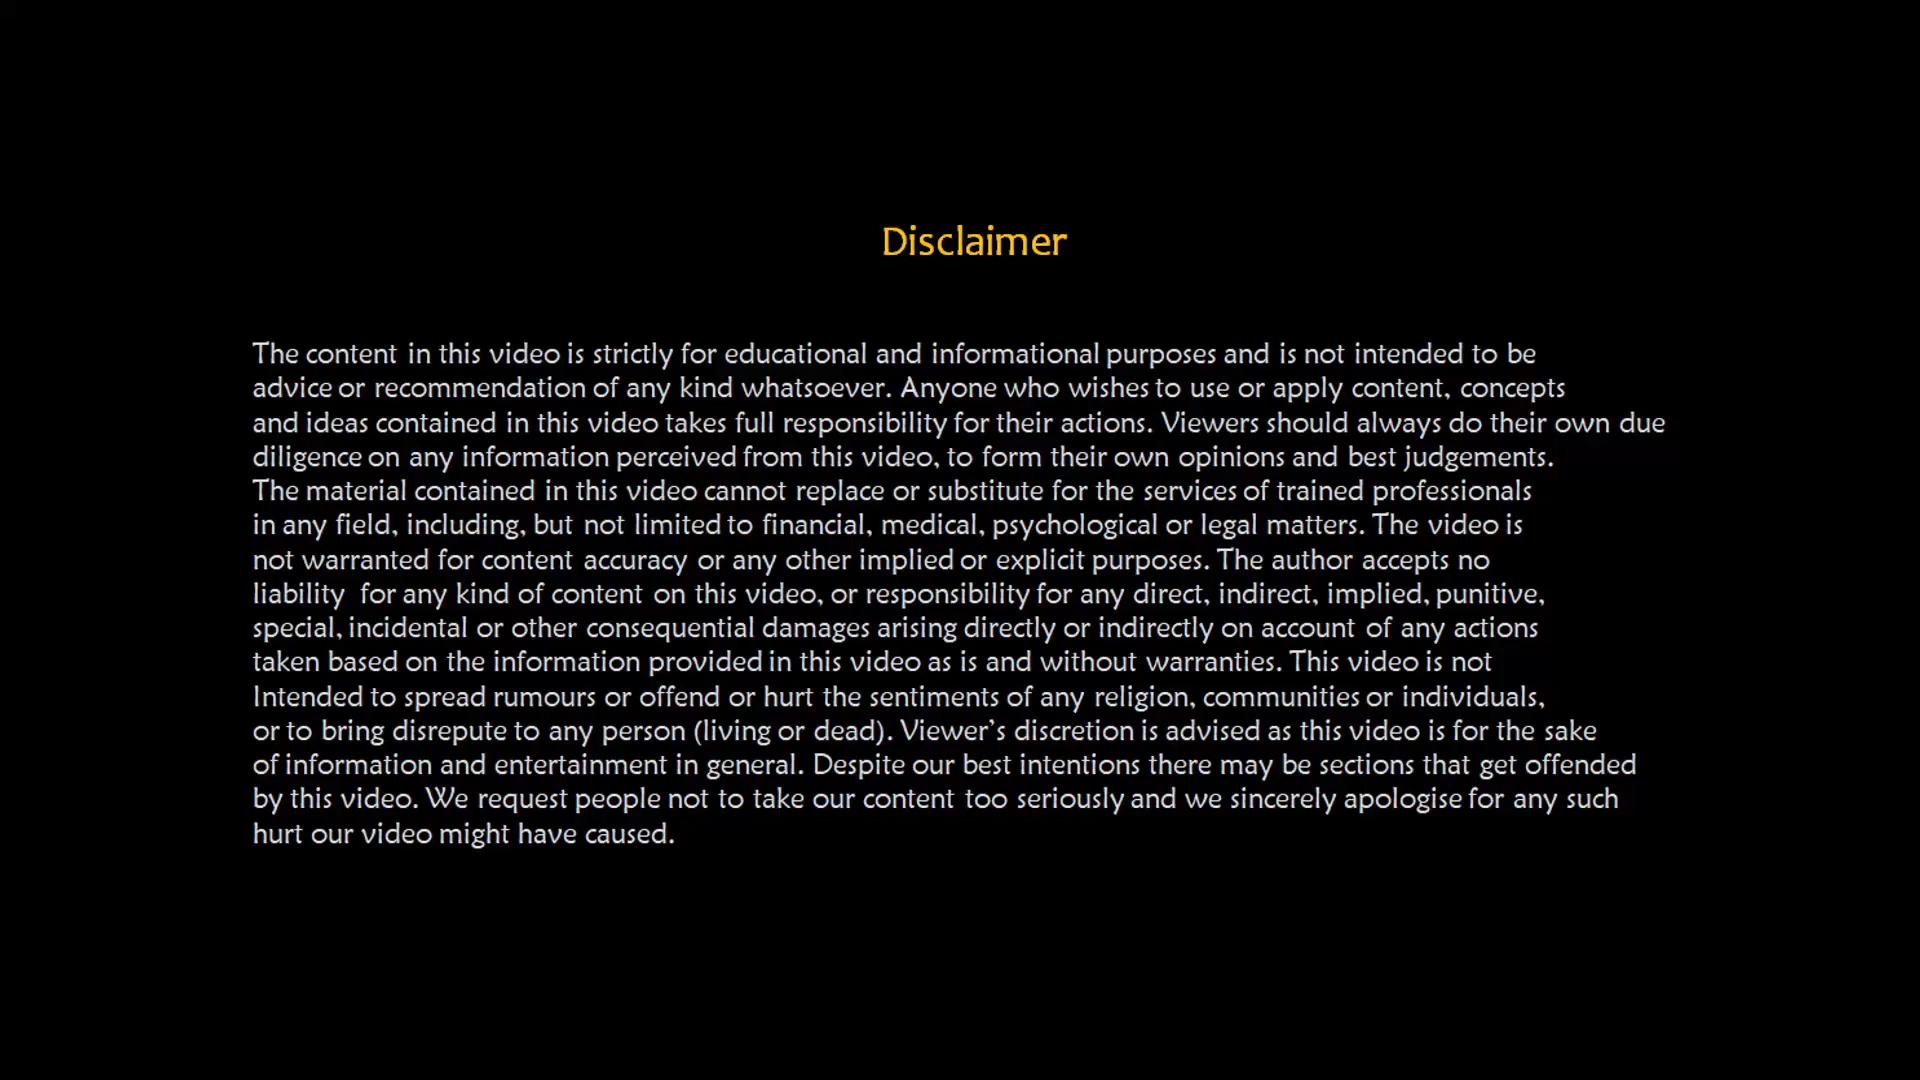 Disclaimer
The content in this video is strictly for educational and informational purposes and is not intended to be
advice or recommendation of any kind whatsoever. Anyone who wishes to use or apply content, concepts
and ideas contained in this video takes full responsibility for their actions. Viewers should always do their own due
diligence on any information perceived from this video, to form their own opinions and best judgements.
The material contained in this video cannot replace or substitute for the services of trained professionals
in any field, including, but not limited to financial, medical, psychological or legal matters. The video is
not warranted for content accuracy or any other implied or explicit purposes. The author accepts no
liability for any kind of content on this video, or responsibility for any direct, indirect, implied, punitive,
special, incidental or other consequential damages arising directly or indirectly on account of any actions
taken based on the information provided in this video as is and without warranties. This video is not
Intended to spread rumours or offend or hurt the sentiments of any religion, communities or individuals,
or to bring disrepute to any person (living or dead). Viewer’s discretion is advised as this video is for the sake
of information and entertainment in general. Despite our best intentions there may be sections that get offended
by this video. We request people not to take our content too seriously and we sincerely apologise for any such
hurt our video might have caused.